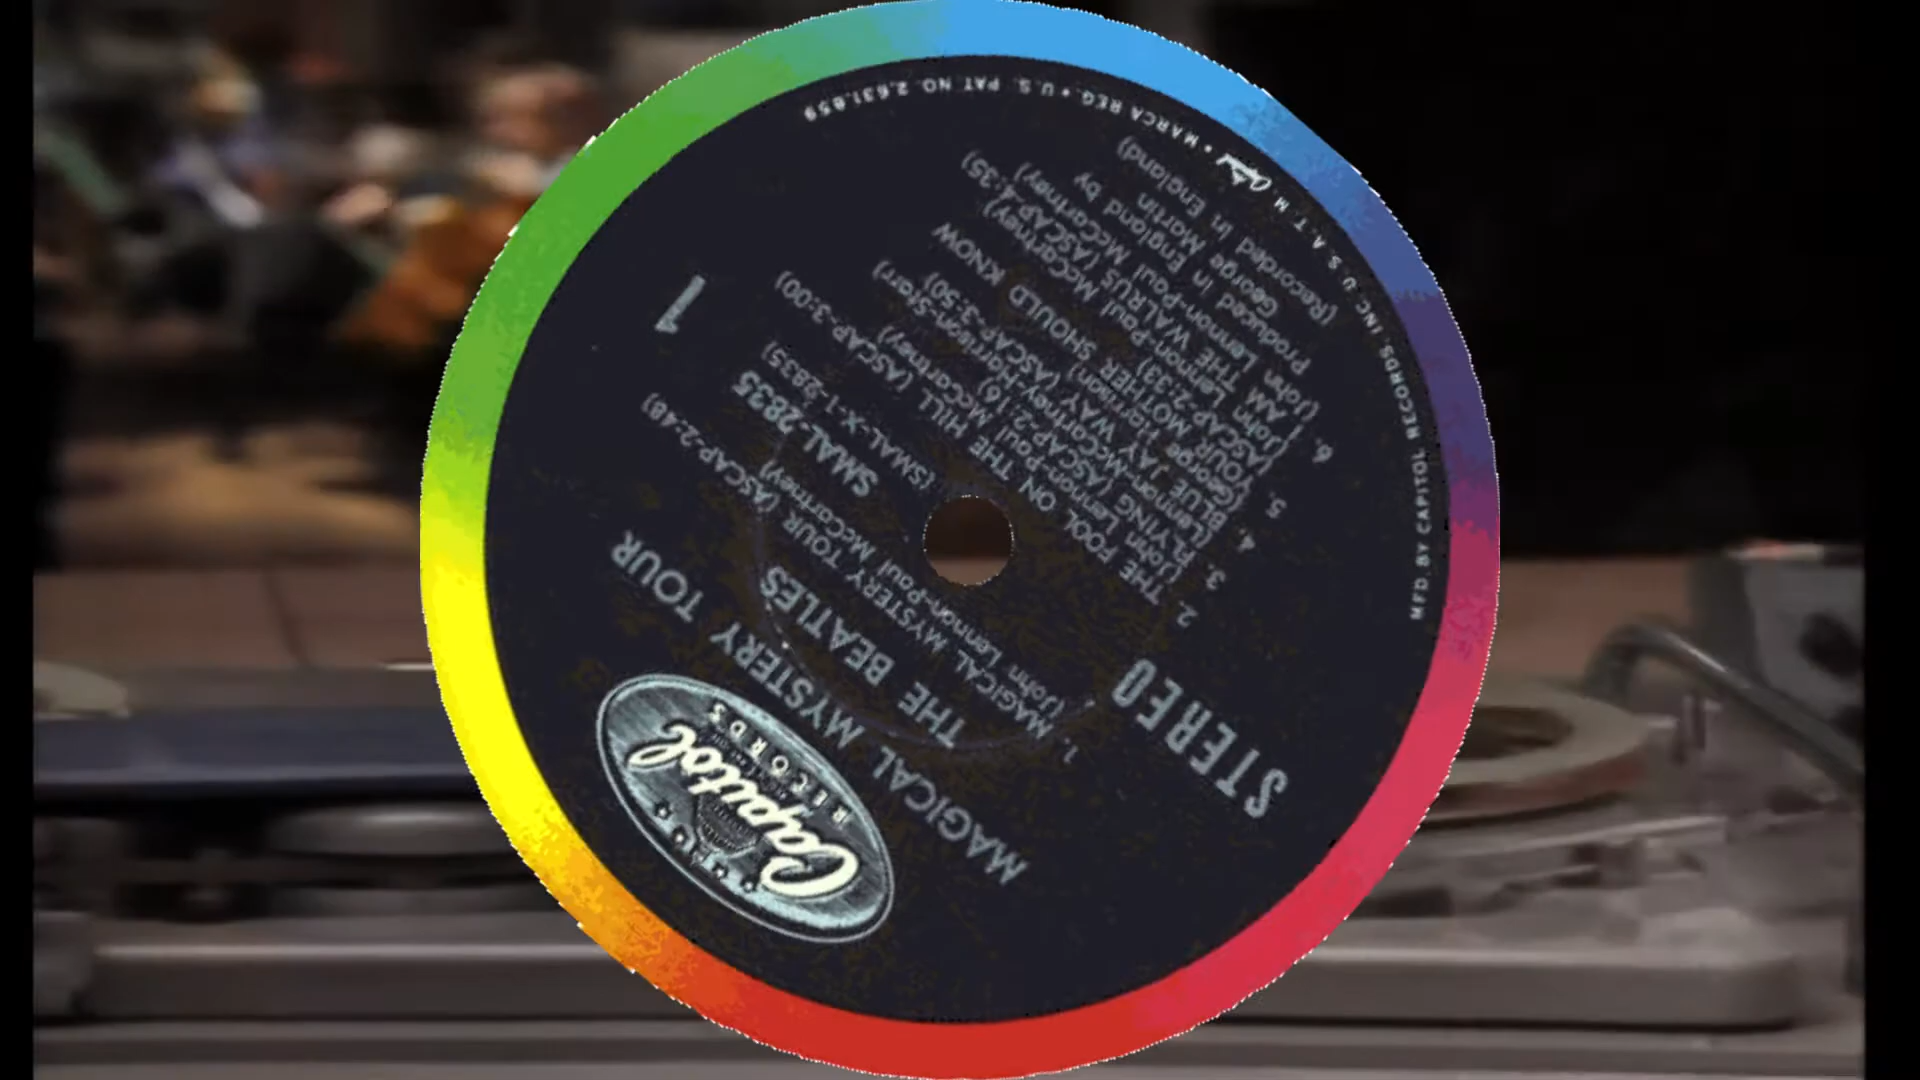 Capitol
RECORDS
MAGICAL MYSTERY TOUR
THE BEATLES
STEREO
SMAL-2835
(SMAL-X-1-2835)
1
1. MAGICAL MYSTERY TOUR (ASCAP-2:48)
(John Lennon-Paul McCartney)
2. THE FOOL ON THE HILL (ASCAP-3:00)
(John Lennon-Paul McCartney)
3. FLYING (ASCAP-2:16)
Lennon-McCartney-Harrison-Starr)
4. BLUE JAY WAY (ASCAP-3:50)
(George Harrison)
5. YOUR MOTHER SHOULD KNOW
(ASCAP-2:33)
(John Lennon-Paul McCartney)
6. I AM THE WALRUS (ASCAP-4:35)
(John Lennon-Paul McCartney)
Produced in England by
George Martin
(Recorded in England)
MFD. BY CAPITOL RECORDS, INC. U.S.A. T.M. • MARCA REG. • U.S. PAT. NO. 2,631,859